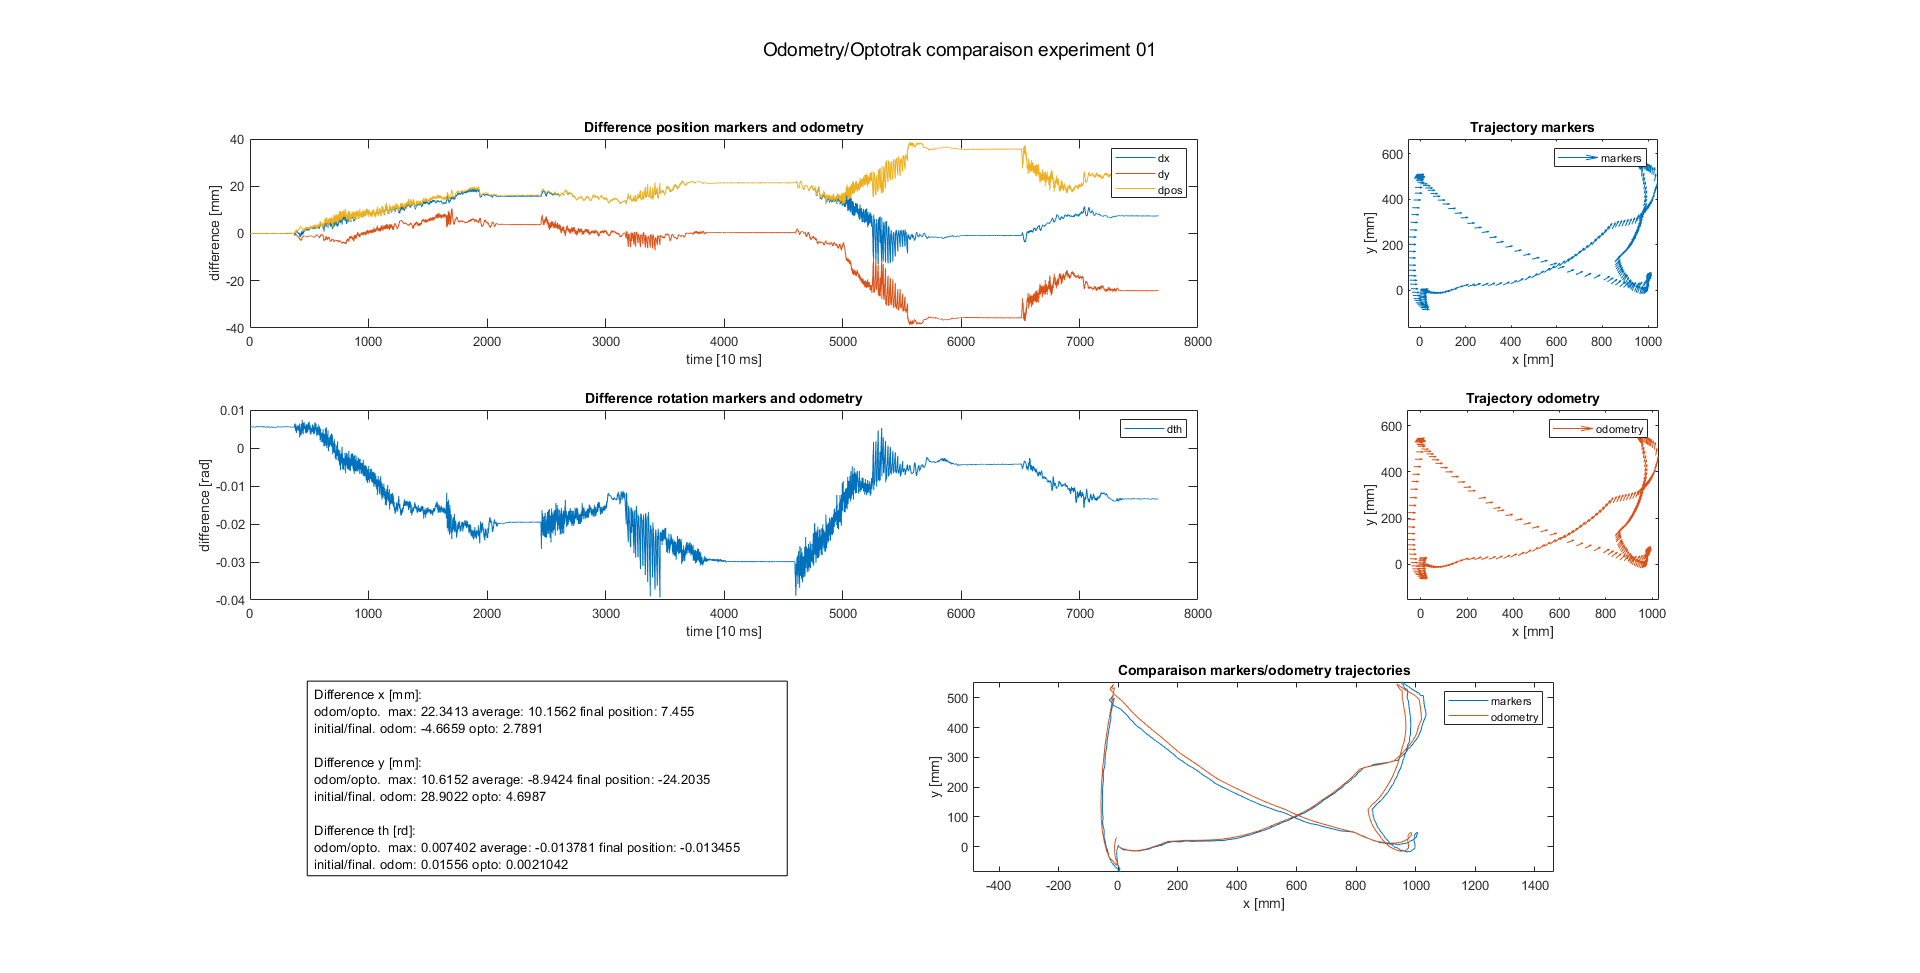 Odometry/Optotrak comparaison experiment 01
Difference position markers and odometry
difference [mm]
40
20
0
-20
-40
0 1000 2000 3000 4000 5000 6000 7000 8000
time [10 ms]
dx
dy
dpos
Trajectory markers
y [mm]
600
400
200
0
0 200 400 600 800 1000
x [mm]
markers
Difference rotation markers and odometry
difference [rad]
0.01
0
-0.01
-0.02
-0.03
-0.04
0 1000 2000 3000 4000 5000 6000 7000 8000
time [10 ms]
dth
Trajectory odometry
y [mm]
600
400
200
0
0 200 400 600 800 1000
x [mm]
odometry
Difference x [mm]:
odom/opto.  max: 22.3413 average: 10.1562 final position: 7.455
initial/final. odom: -4.6659 opto: 2.7891
Difference y [mm]:
odom/opto.  max: 10.6152 average: -8.9424 final position: -24.2035
initial/final. odom: 28.9022 opto: 4.6987
Difference th [rd]:
odom/opto.  max: 0.007402 average: -0.013781 final position: -0.013455
initial/final. odom: 0.01556 opto: 0.0021042
Comparaison markers/odometry trajectories
y [mm]
500
400
300
200
100
0
-400 -200 0 200 400 600 800 1000 1200 1400
x [mm]
markers
odometry